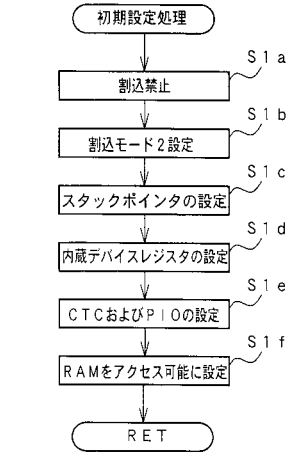 初期設定処理
S1a
割込禁止
S1b
割込モード2設定
S1c
スタックポインタの設定
S1d
内蔵デバイスレジスタの設定
S1e
CTCおよびPIOの設定
S1f
RAMをアクセス可能に設定
RET